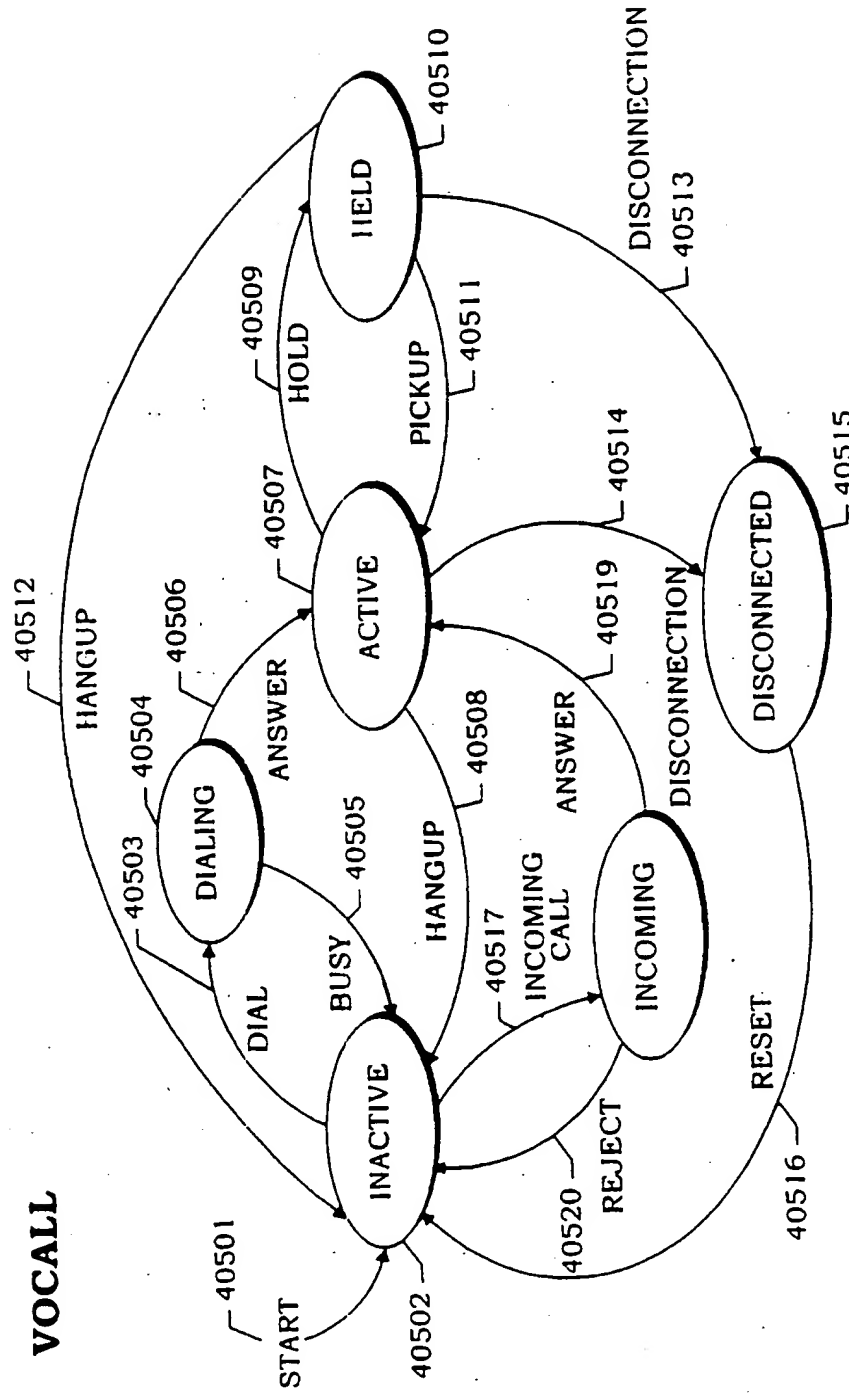 VOCALL
40501
START
40502
INACTIVE
DIAL
40503
DIALING
40504
BUSY
40505
ANSWER
40506
ACTIVE
40507
HANGUP
40508
HOLD
40509
HELD
40510
PICKUP
40511
HANGUP
40512
DISCONNECTION
40513
DISCONNECTION
40514
DISCONNECTED
40515
RESET
40516
INCOMING
CALL
40517
INCOMING
ANSWER
40519
REJECT
40520